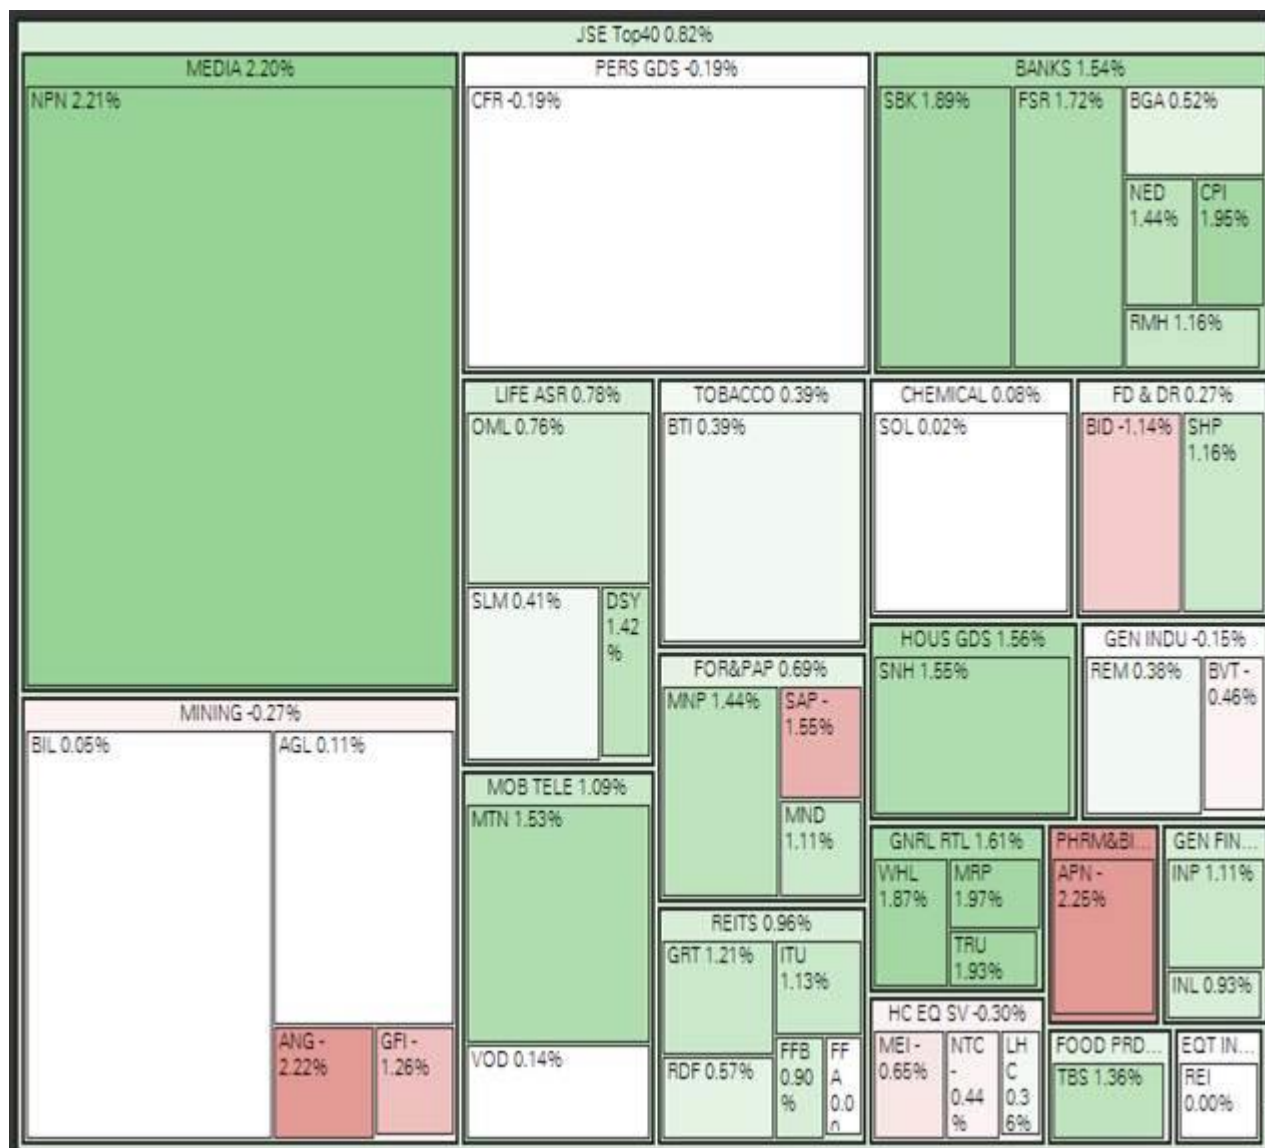 JSE Top40 0.82%
MEDIA 2.20%
NPN 2.21%
PERS GDS -0.19%
CFR -0.19%
BANKS 1.54%
SBK 1.89%
FSR 1.72%
BGA 0.52%
NED
1.44%
CPI
1.95%
RMH 1.16%
LIFE ASR 0.78%
OML 0.76%
SLM 0.41%
DSY
1.42
%
TOBACCO 0.39%
BTI 0.39%
CHEMICAL 0.08%
SOL 0.02%
FD & DR 0.27%
BID -1.14%
SHP
1.16%
HOUS GDS 1.56%
SNH 1.55%
GEN INDU -0.15%
REM 0.38%
BVT -
0.46%
FOR&PAP 0.69%
MNP 1.44%
SAP -
1.55%
MND
1.11%
MINING -0.27%
BIL 0.05%
AGL 0.11%
ANG -
2.22%
GFI -
1.26%
MOB TELE 1.09%
MTN 1.53%
VOD 0.14%
GNRL RTL 1.61%
WHL
1.87%
MRP
1.97%
TRU
1.93%
PHRM&BI...
APN -
2.25%
GEN FIN...
INP 1.11%
INL 0.93%
REITS 0.96%
GRT 1.21%
ITU
1.13%
RDF 0.57%
FFB
0.90
%
FF
A
0.0
0
HC EQ SV -0.30%
MEI -
0.65%
NTC
-
0.44
%
LH
C
0.3
6%
FOOD PRD...
TBS 1.36%
EQT IN...
REI
0.00%